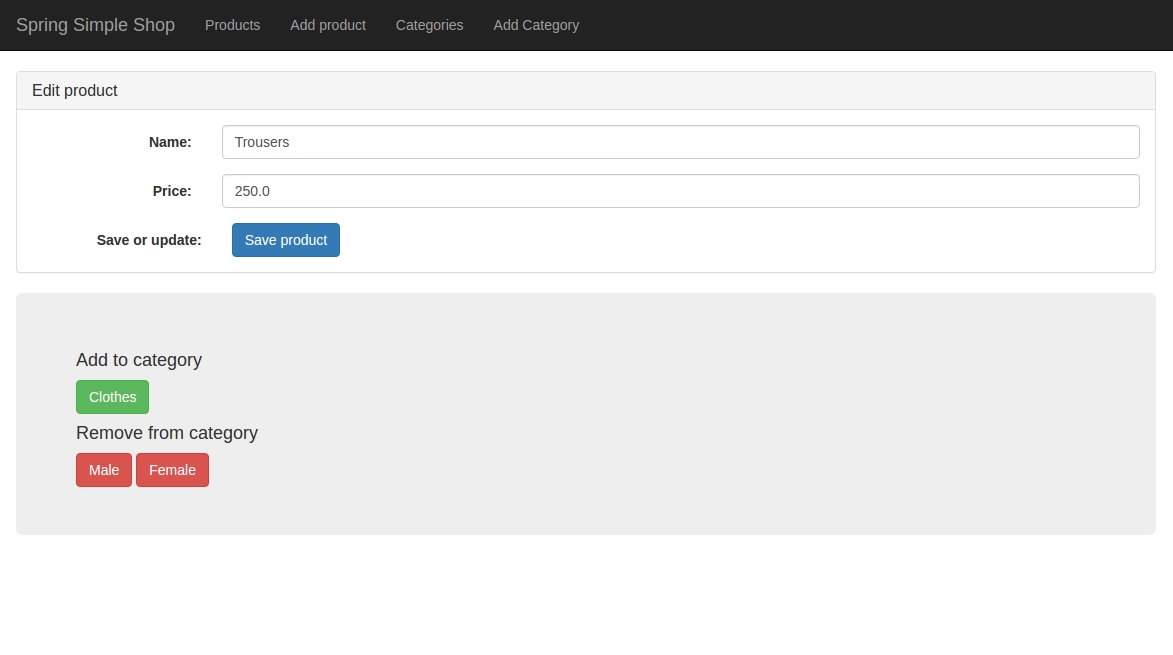 Spring Simple Shop Products Add product Categories Add Category
Edit product
Name: Trousers
Price: 250.0
Save or update: Save product
Add to category
Clothes
Remove from category
Male Female